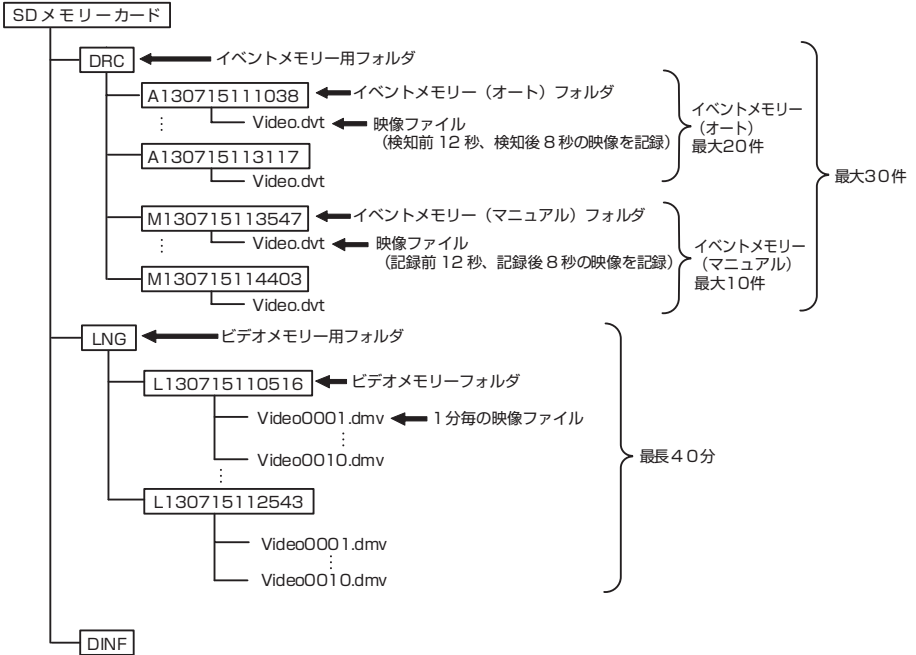 SDメモリーカード
DRC
イベントメモリー用フォルダ
A130715111038
イベントメモリー(オート)フォルダ
Video.dvt
映像ファイル
(検知前12秒、検知後8秒の映像を記録)
A130715113117
Video.dvt
イベントメモリー
(オート)
最大20件
M130715113547
イベントメモリー(マニュアル)フォルダ
Video.dvt
映像ファイル
(記録前12秒、記録後8秒の映像を記録)
M130715114403
Video.dvt
イベントメモリー
(マニュアル)
最大10件
最大30件
LNG
ビデオメモリー用フォルダ
L130715110516
ビデオメモリーフォルダ
Video0001.dmv
1分毎の映像ファイル
Video0010.dmv
L130715112543
Video0001.dmv
Video0010.dmv
最長40分
DINF